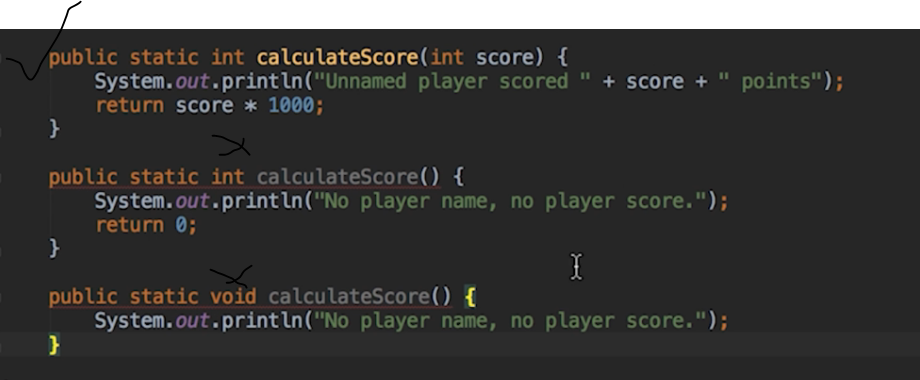 public static int calculateScore(int score) {
System.out.println("Unnamed player scored " + score + " points");
return score * 1000;
}
public static int calculateScore() {
System.out.println("No player name, no player score.");
return 0;
}
public static void calculateScore() {
System.out.println("No player name, no player score.");
}